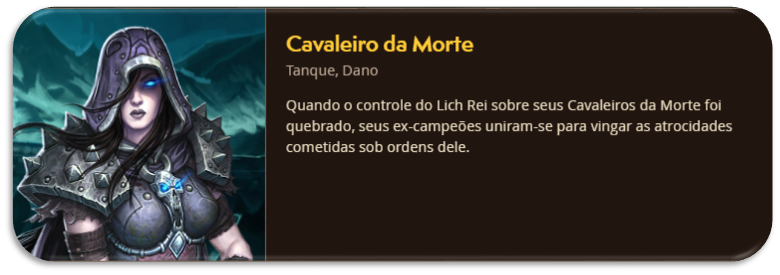 Cavaleiro da Morte
Tanque, Dano
Quando o controle do Lich Rei sobre seus Cavaleiros da Morte foi
quebrado, seus ex-campeões uniram-se para vingar as atrocidades
cometidas sob ordens dele.